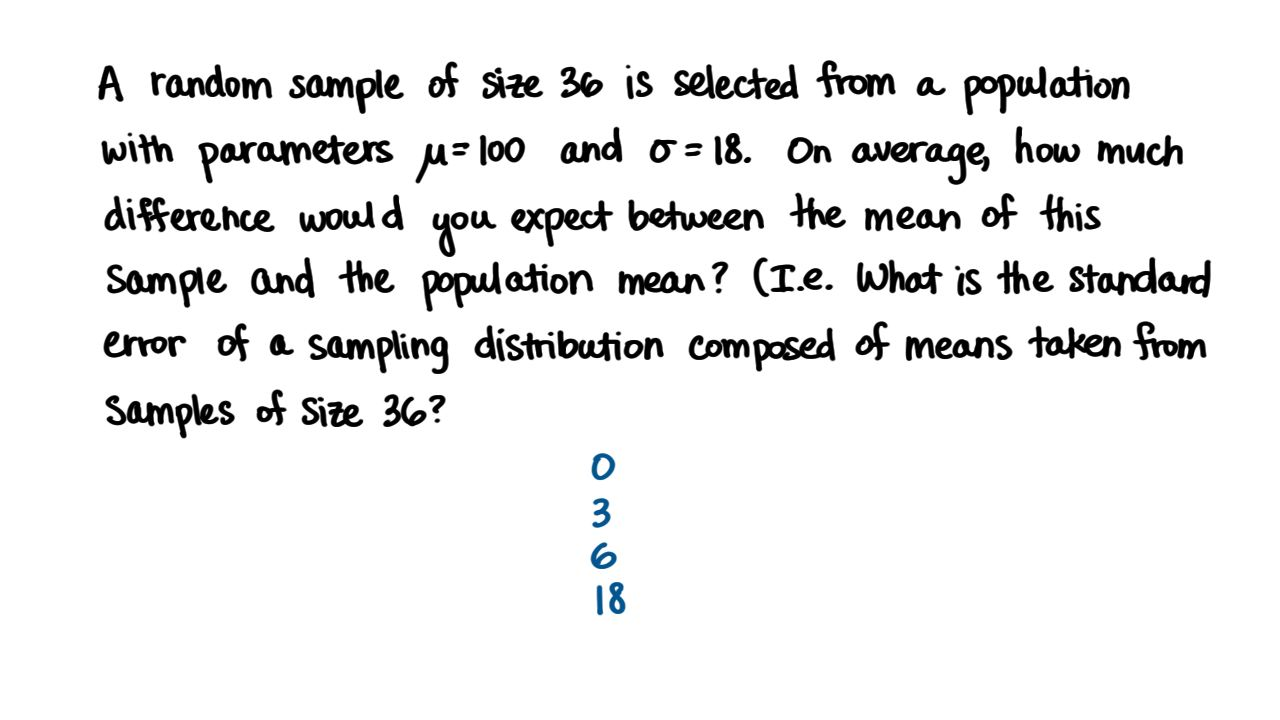 A random sample of size 36 is selected from a population
with parameters μ=100 and σ=18. On average, how much
difference would you expect between the mean of this
sample and the population mean? (I.e. What is the standard
error of a sampling distribution composed of means taken from
samples of size 36?
0
3
6
18